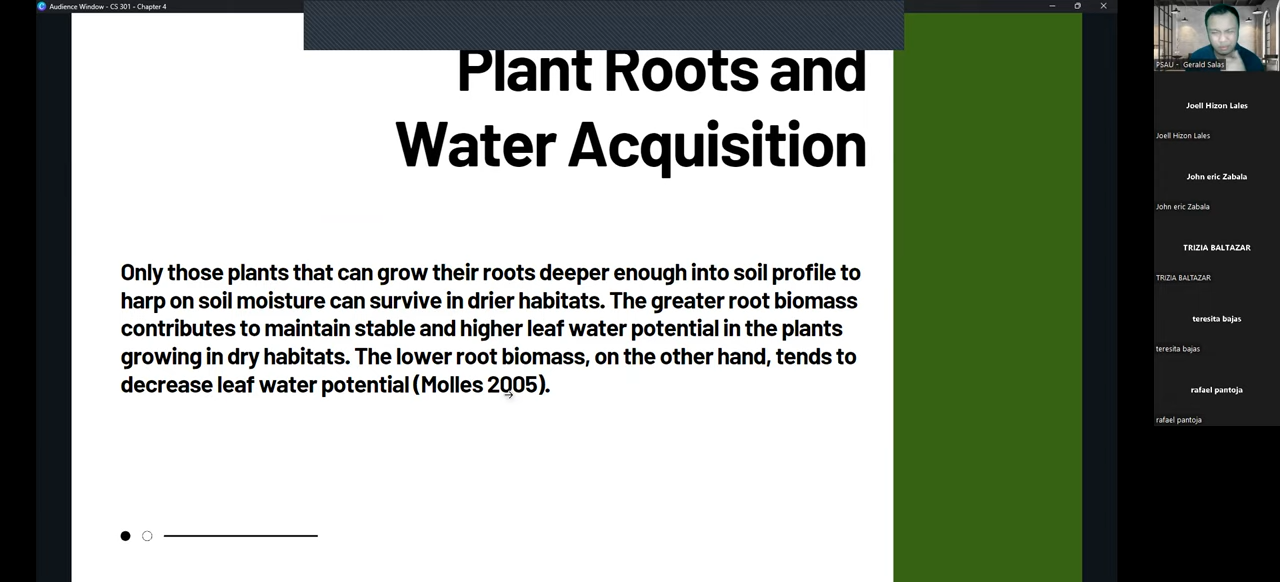 Audience Window - CS 301 - Chapter 4
Plant Roots and
Water Acquisition
Only those plants that can grow their roots deeper enough into soil profile to
harp on soil moisture can survive in drier habitats. The greater root biomass
contributes to maintain stable and higher leaf water potential in the plants
growing in dry habitats. The lower root biomass, on the other hand, tends to
decrease leaf water potential (Molles 2005).
PSAU - Gerald Salas
Joell Hizon Lales
Joell Hizon Lales
John eric Zabala
John eric Zabala
TRIZIA BALTAZAR
TRIZIA BALTAZAR
teresita bajas
teresita bajas
rafael pantoja
rafael pantoja